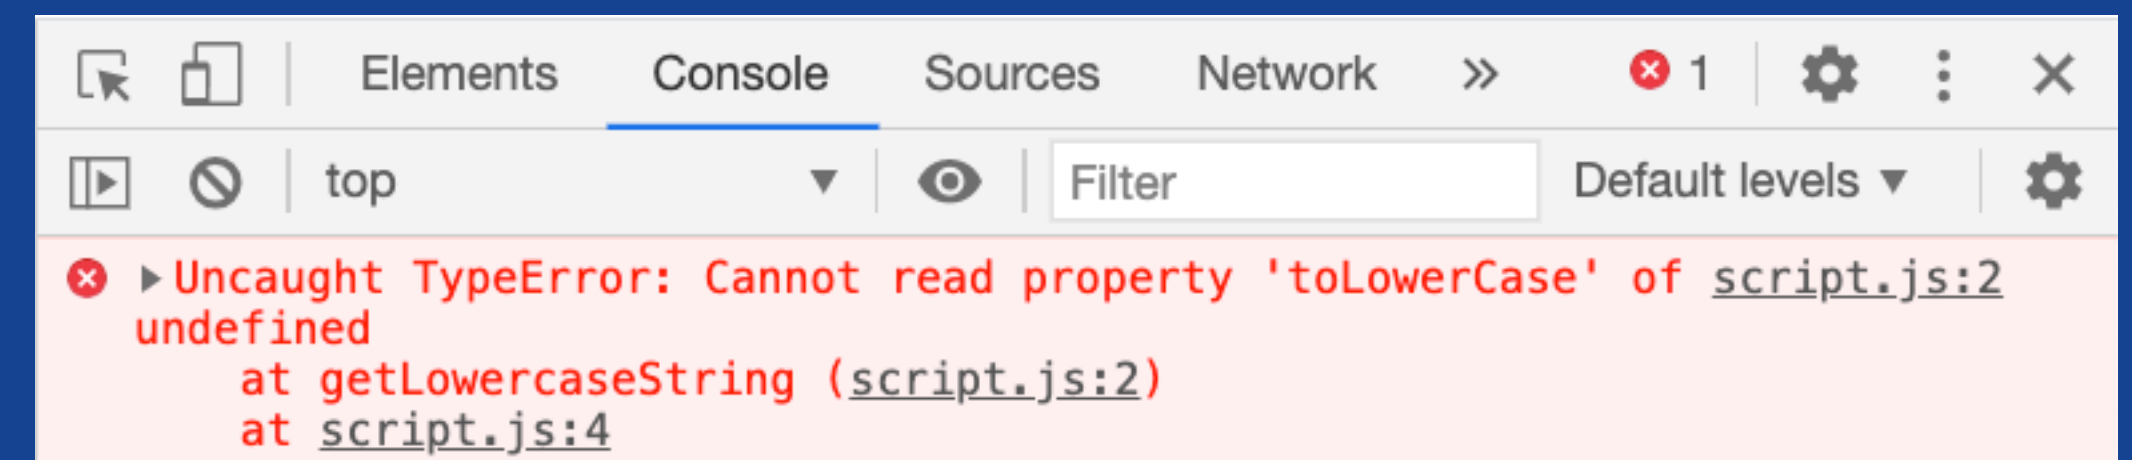 Elements Console Sources Network » 1
top ▼ Filter Default levels ▼
Uncaught TypeError: Cannot read property 'toLowerCase' of script.js:2
undefined
at getLowercaseString (script.js:2)
at script.js:4